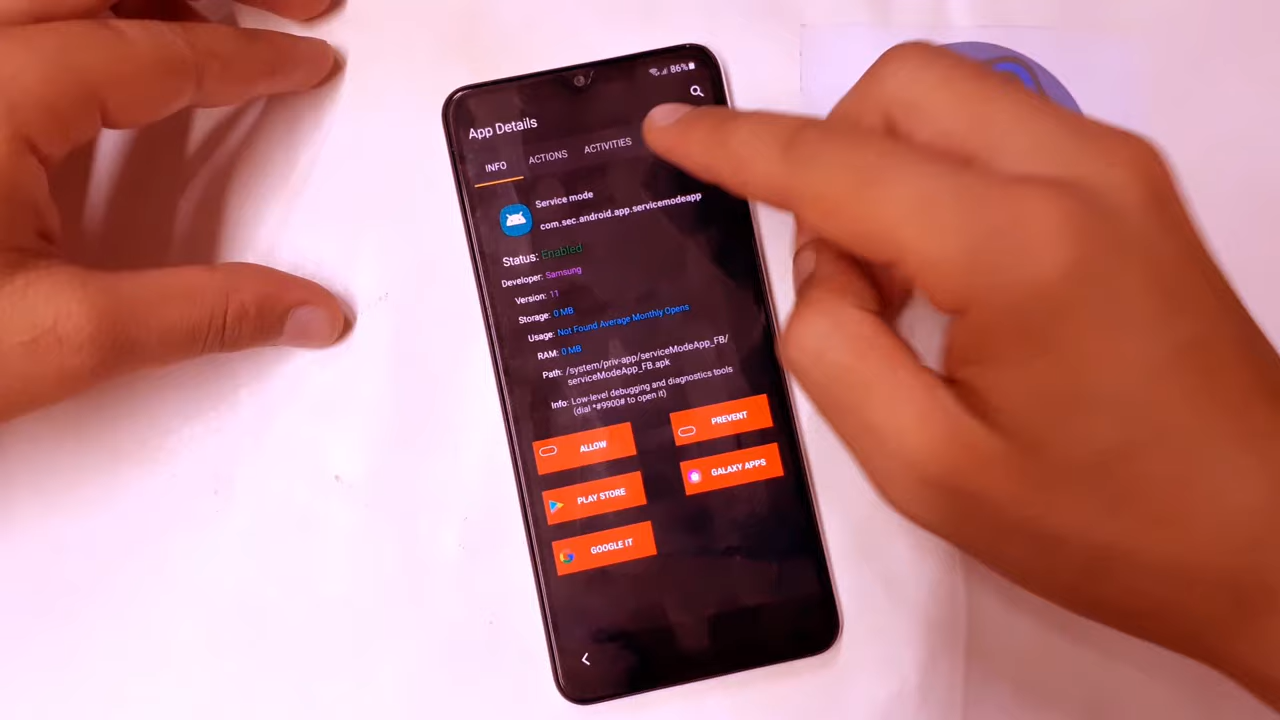 86%
App Details
INFO ACTIONS ACTIVITIES
Service mode
com.sec.android.app.servicemodeapp
Status: Enabled
Developer: Samsung
Version: 11
Storage: 0 MB
Usage: Not Found Average Monthly Opens
RAM: 0 MB
Path: /system/priv-app/serviceModeApp_FB/
serviceModeApp_FB.apk
Info: Low-level debugging and diagnostics tools
(dial *#9900# to open it)
ALLOW PREVENT
PLAY STORE GALAXY APPS
GOOGLE IT